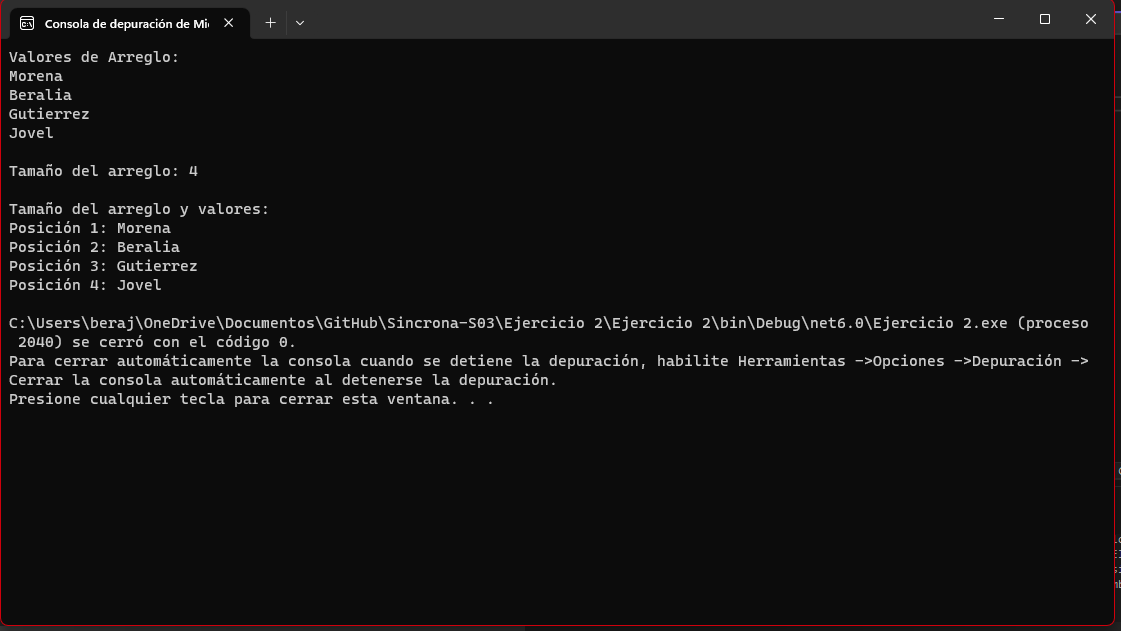 Consola de depuración de Mi
Valores de Arreglo:
Morena
Beralia
Gutierrez
Jovel
Tamaño del arreglo: 4
Tamaño del arreglo y valores:
Posición 1: Morena
Posición 2: Beralia
Posición 3: Gutierrez
Posición 4: Jovel
C:\Users\beraj\OneDrive\Documentos\GitHub\Sincrona-S03\Ejercicio 2\Ejercicio 2\bin\Debug\net6.0\Ejercicio 2.exe (proceso
2040) se cerró con el código 0.
Para cerrar automáticamente la consola cuando se detiene la depuración, habilite Herramientas ->Opciones ->Depuración ->
Cerrar la consola automáticamente al detenerse la depuración.
Presione cualquier tecla para cerrar esta ventana. . .